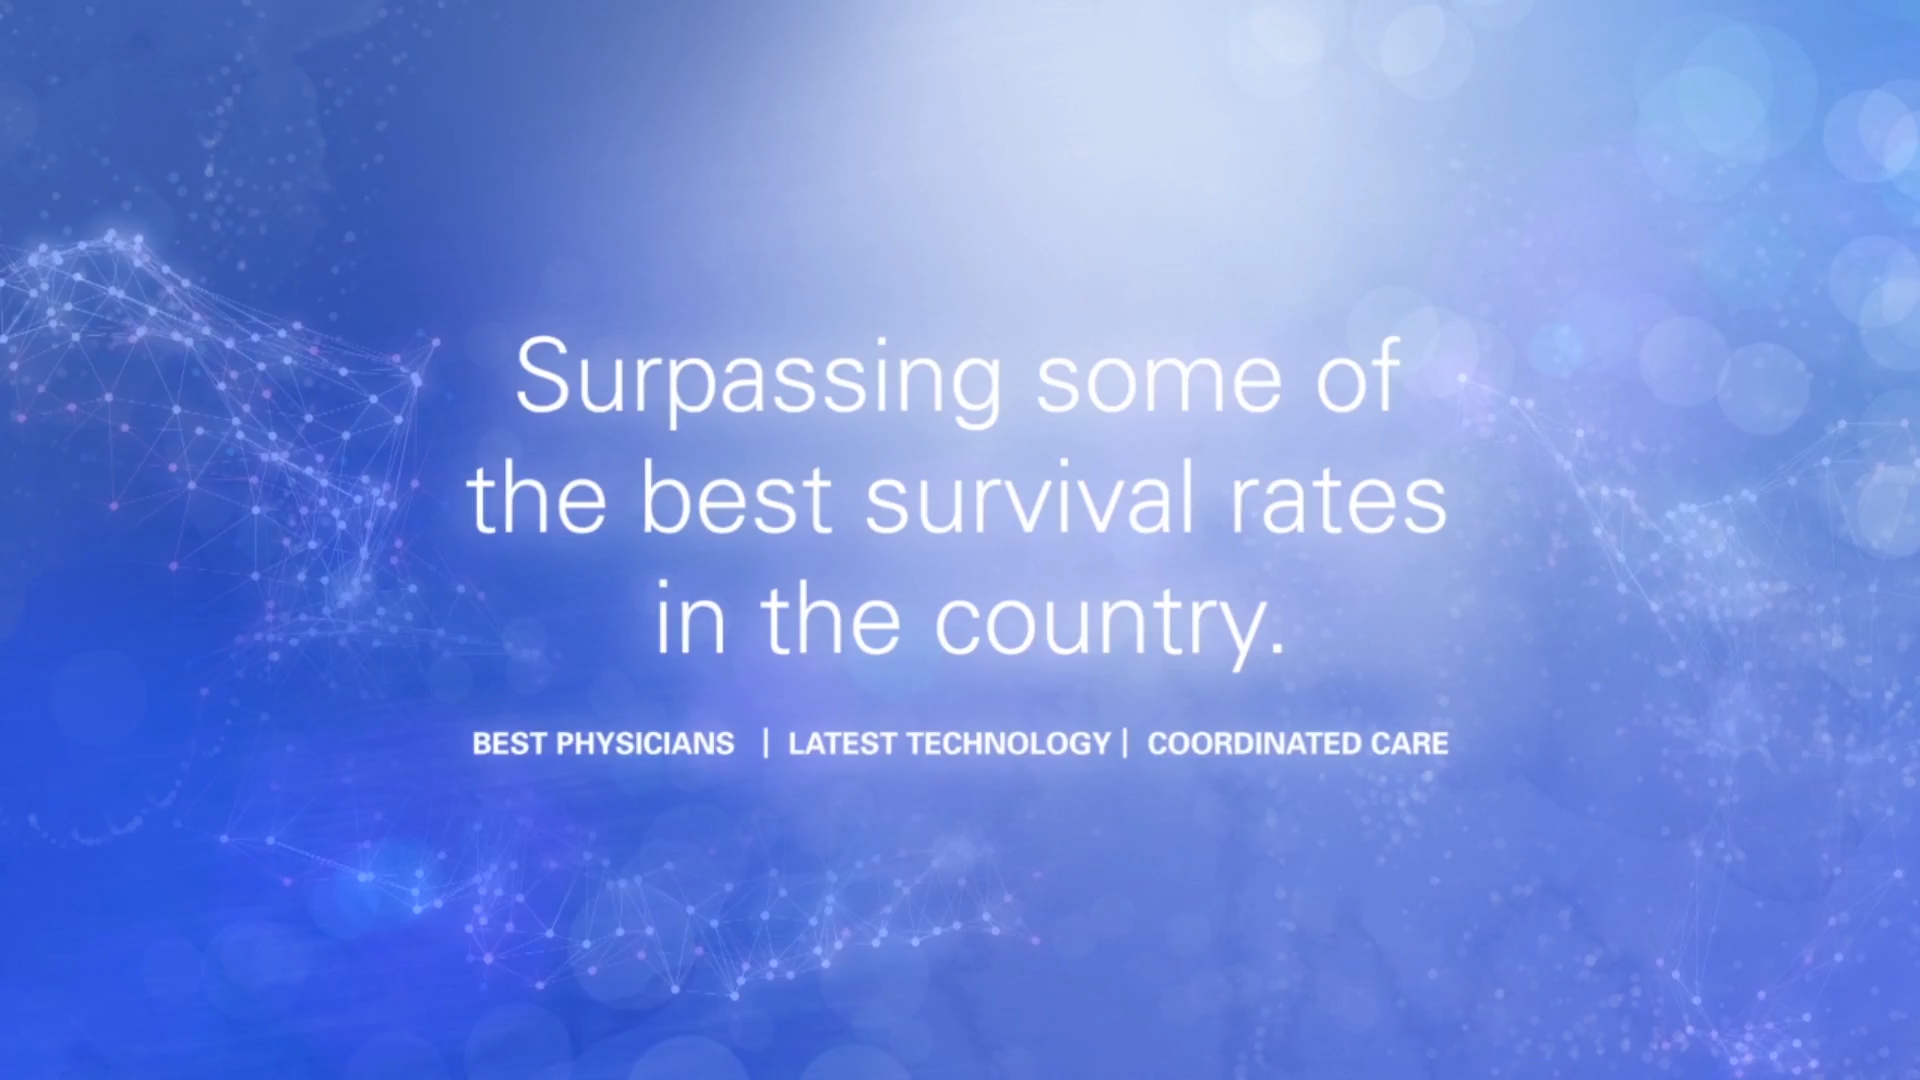 Surpassing some of
the best survival rates
in the country.
BEST PHYSICIANS | LATEST TECHNOLOGY | COORDINATED CARE